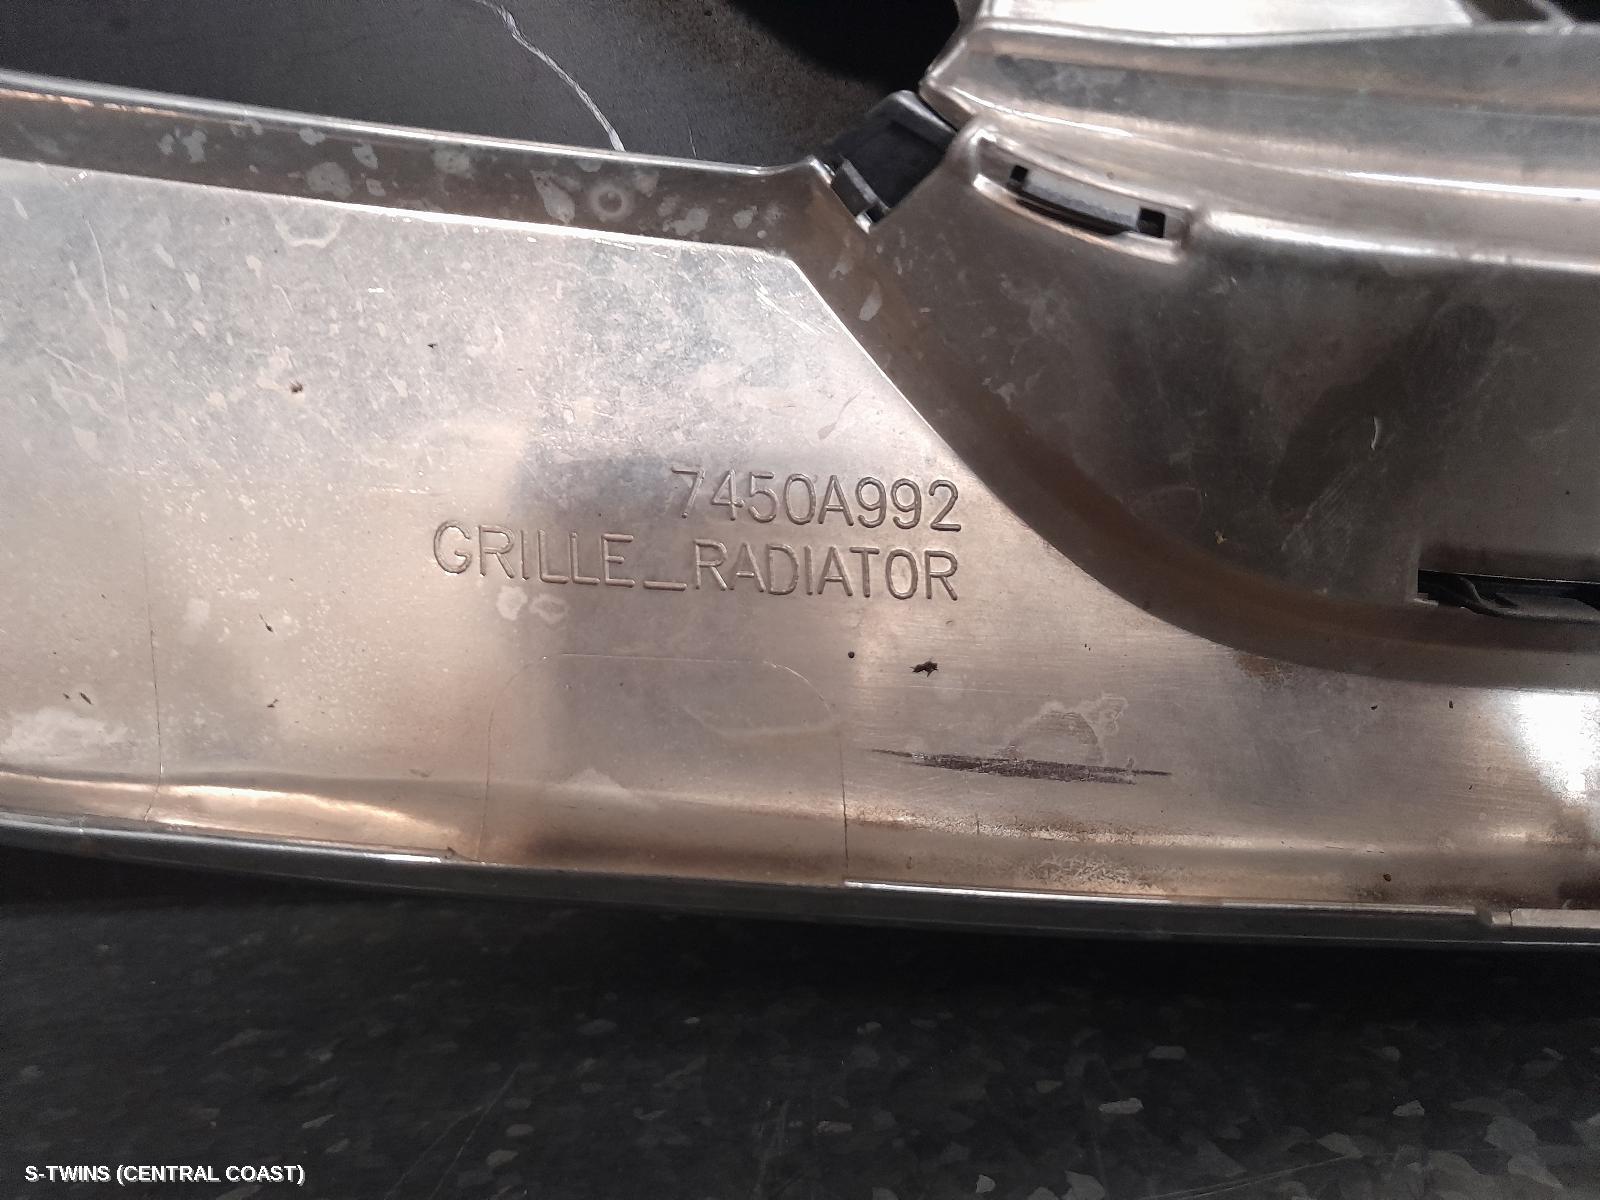 7450A992
GRILLE_RADIATOR
S-TWINS (CENTRAL COAST)